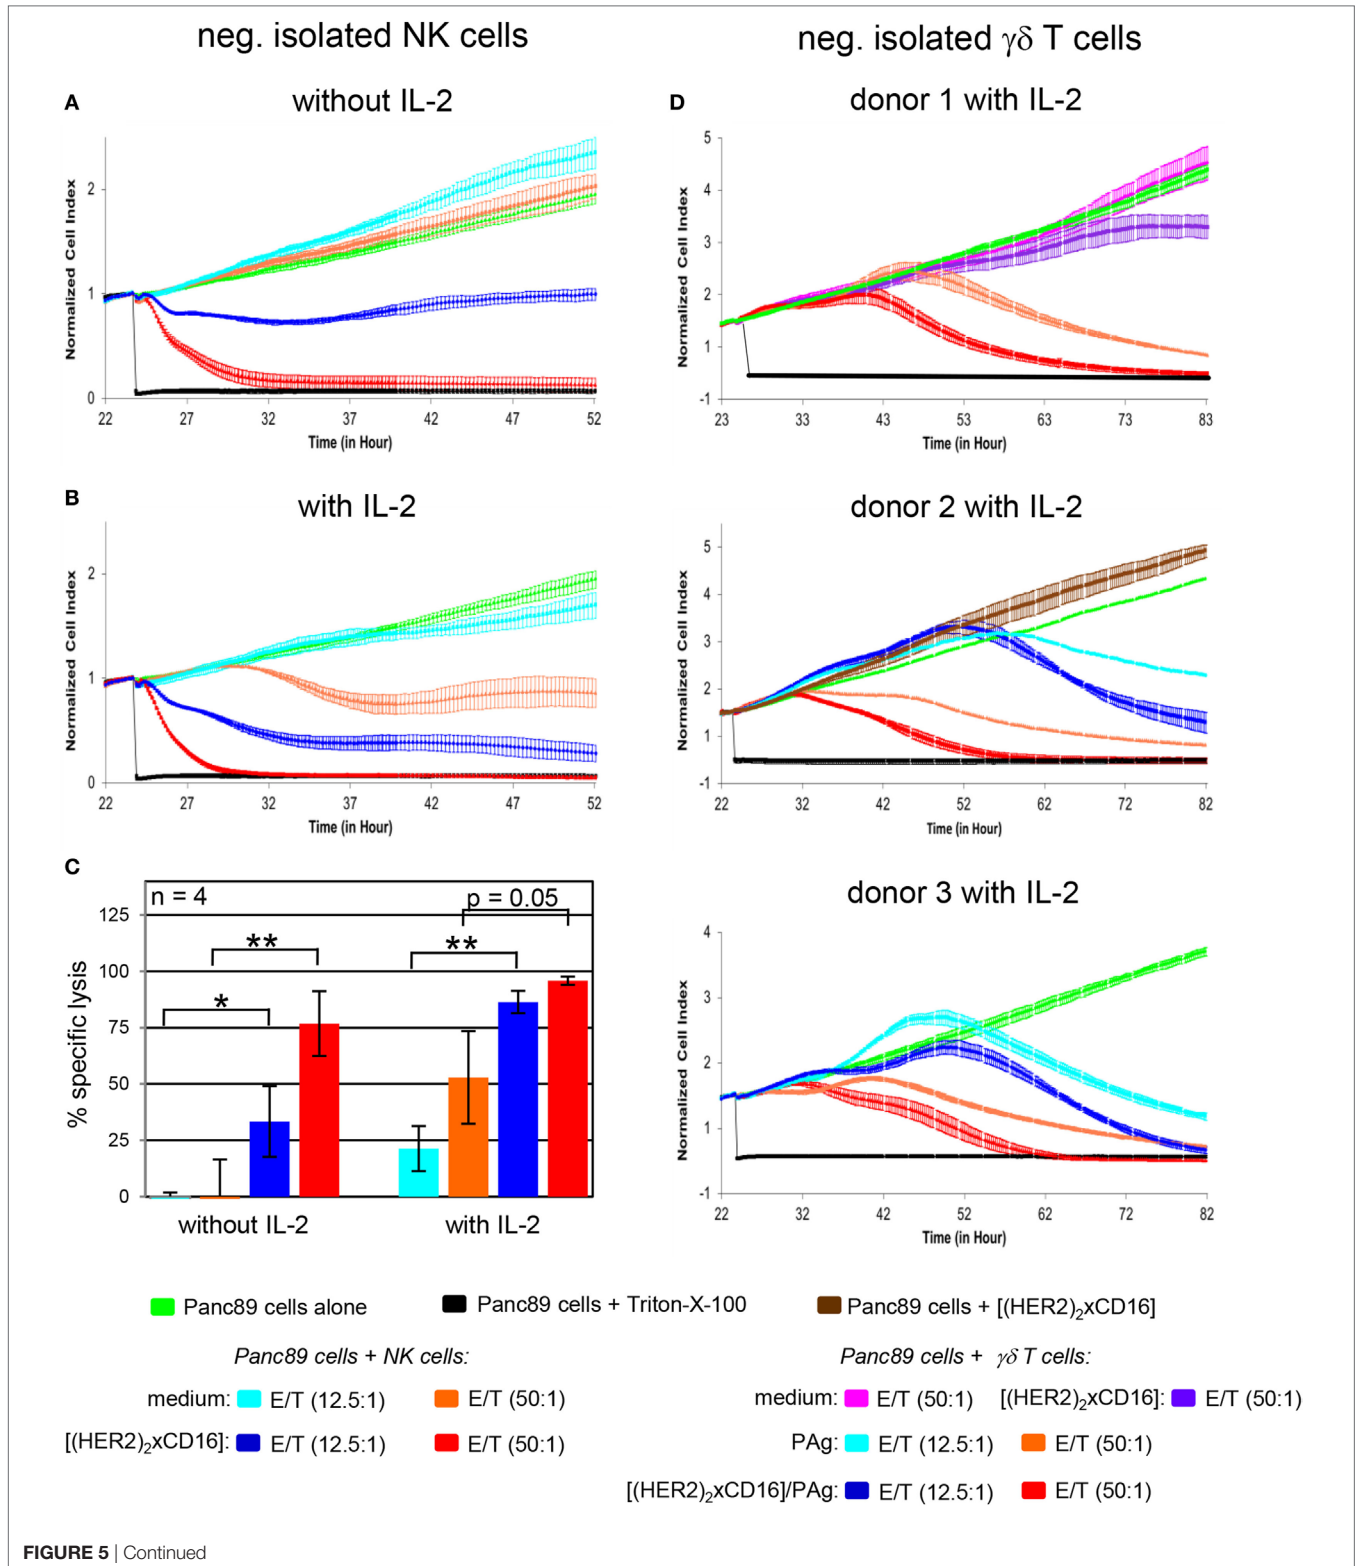 neg. isolated NK cells
neg. isolated γδ T cells
A
without IL-2
Normalized Cell Index
2
1
0
22 27 32 37 42 47 52
Time (in Hour)
B
with IL-2
Normalized Cell Index
2
1
0
22 27 32 37 42 47 52
Time (in Hour)
C
n = 4
p = 0.05
**
**
*
% specific lysis
125
100
75
50
25
0
without IL-2
with IL-2
D
donor 1 with IL-2
Normalized Cell Index
5
4
3
2
1
-1
23 33 43 53 63 73 83
Time (in Hour)
donor 2 with IL-2
Normalized Cell Index
5
4
3
2
1
-1
22 32 42 52 62 72 82
Time (in Hour)
donor 3 with IL-2
Normalized Cell Index
4
3
2
1
-1
22 32 42 52 62 72 82
Time (in Hour)
Panc89 cells alone
Panc89 cells + Triton-X-100
Panc89 cells + [(HER2)₂xCD16]
Panc89 cells + NK cells:
medium: E/T (12.5:1) E/T (50:1)
[(HER2)₂xCD16]: E/T (12.5:1) E/T (50:1)
Panc89 cells + γδ T cells:
medium: E/T (50:1) [(HER2)₂xCD16]: E/T (50:1)
PAg: E/T (12.5:1) E/T (50:1)
[(HER2)₂xCD16]/PAg: E/T (12.5:1) E/T (50:1)
FIGURE 5 | Continued